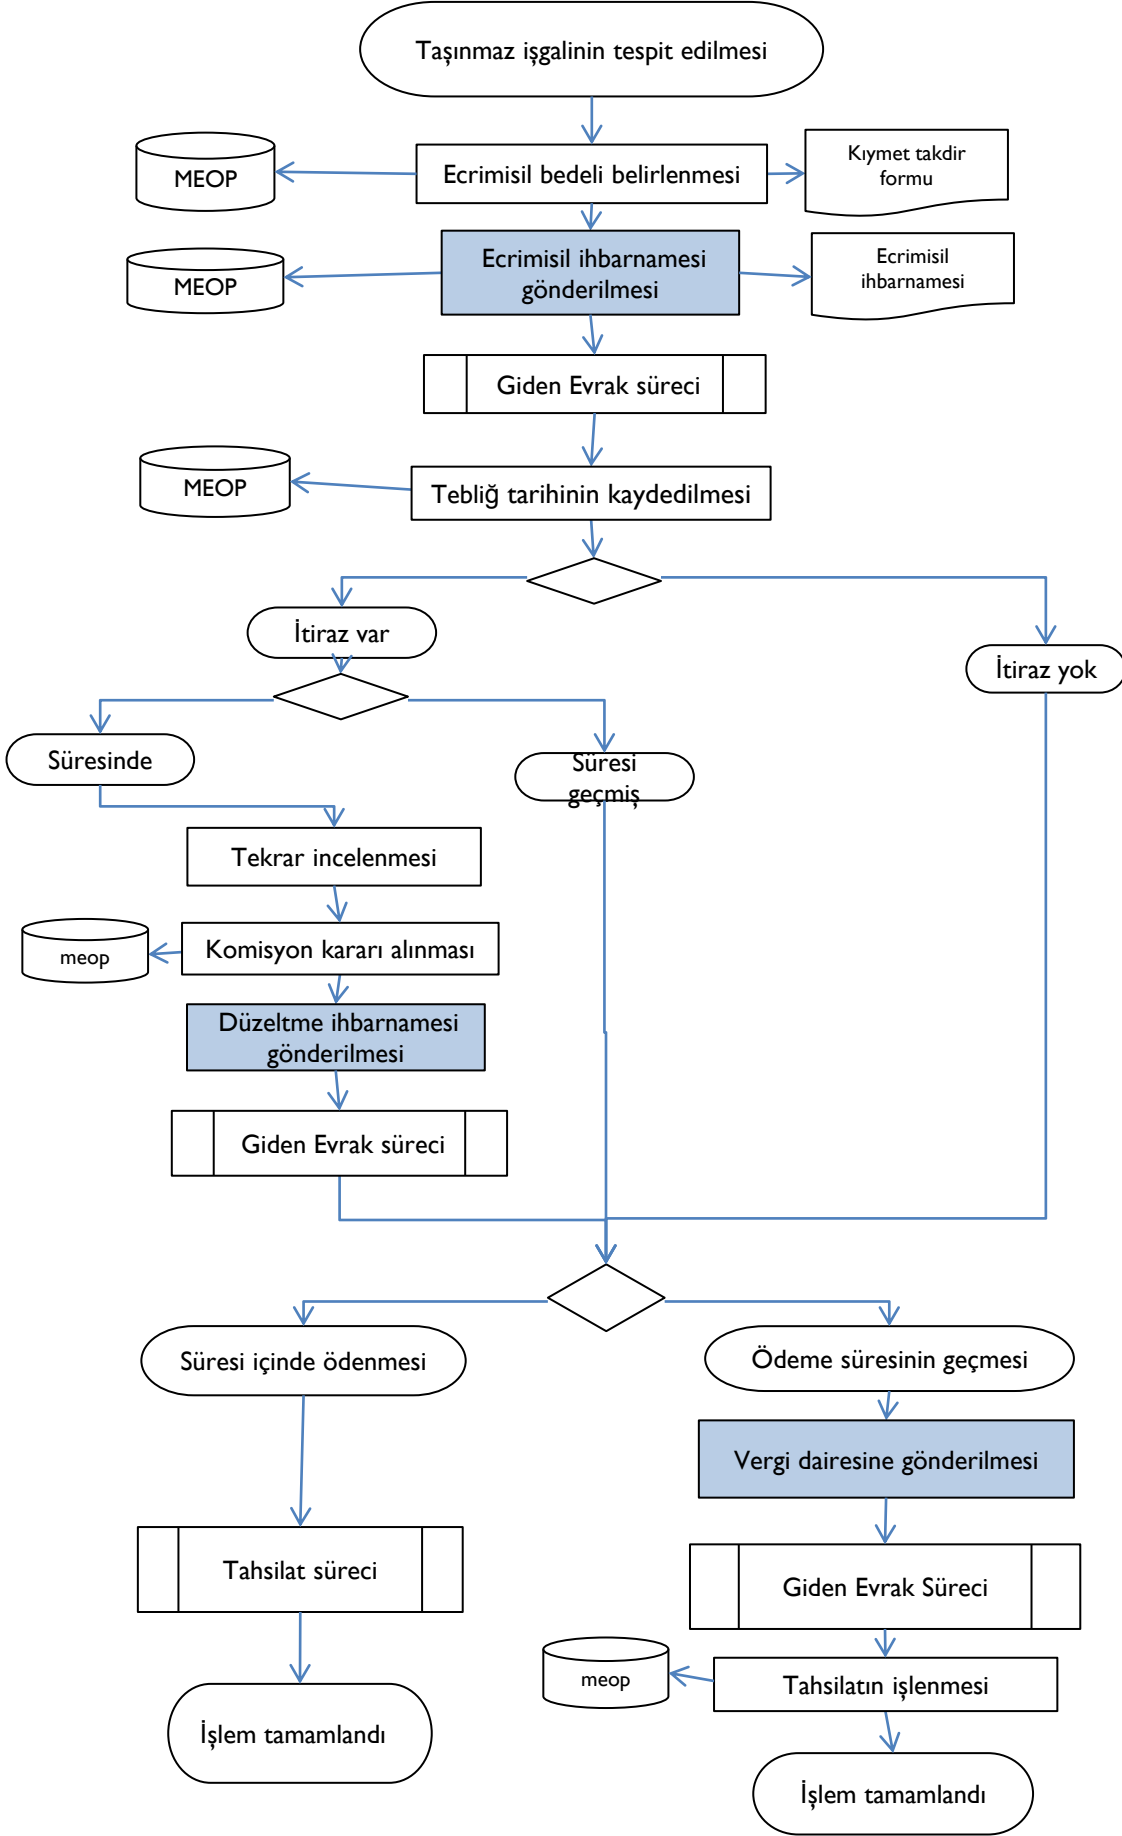 Taşınmaz işgalinin tespit edilmesi
MEOP
Ecrimisil bedeli belirlenmesi
Kıymet takdir
formu
MEOP
Ecrimisil ihbarnamesi
gönderilmesi
Ecrimisil
ihbarnamesi
Giden Evrak süreci
MEOP
Tebliğ tarihinin kaydedilmesi
İtiraz var
İtiraz yok
Süresinde
Süresi
geçmiş
Tekrar incelenmesi
meop
Komisyon kararı alınması
Düzeltme ihbarnamesi
gönderilmesi
Giden Evrak süreci
Süresi içinde ödenmesi
Ödeme süresinin geçmesi
Vergi dairesine gönderilmesi
Tahsilat süreci
Giden Evrak Süreci
meop
Tahsilatın işlenmesi
İşlem tamamlandı
İşlem tamamlandı